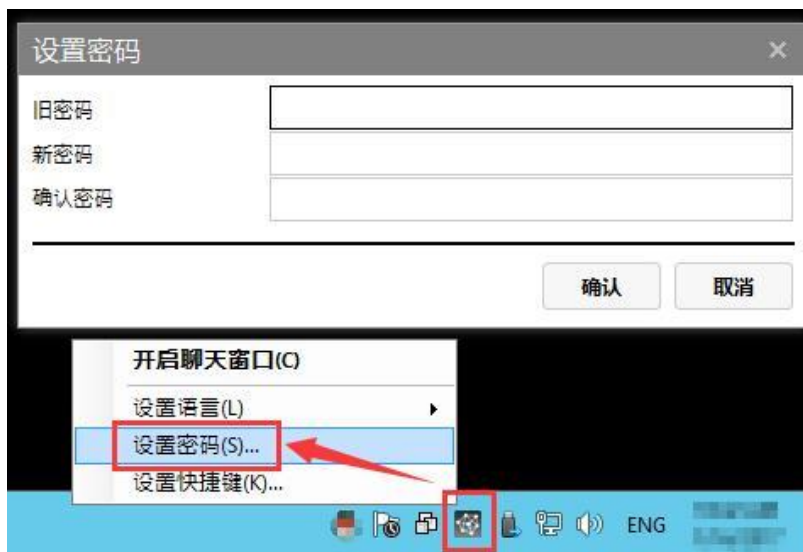 设置密码
旧密码
新密码
确认密码
确认 取消
开启聊天窗口(C)
设置语言(L)
设置密码(S)...
设置快捷键(K)...
ENG